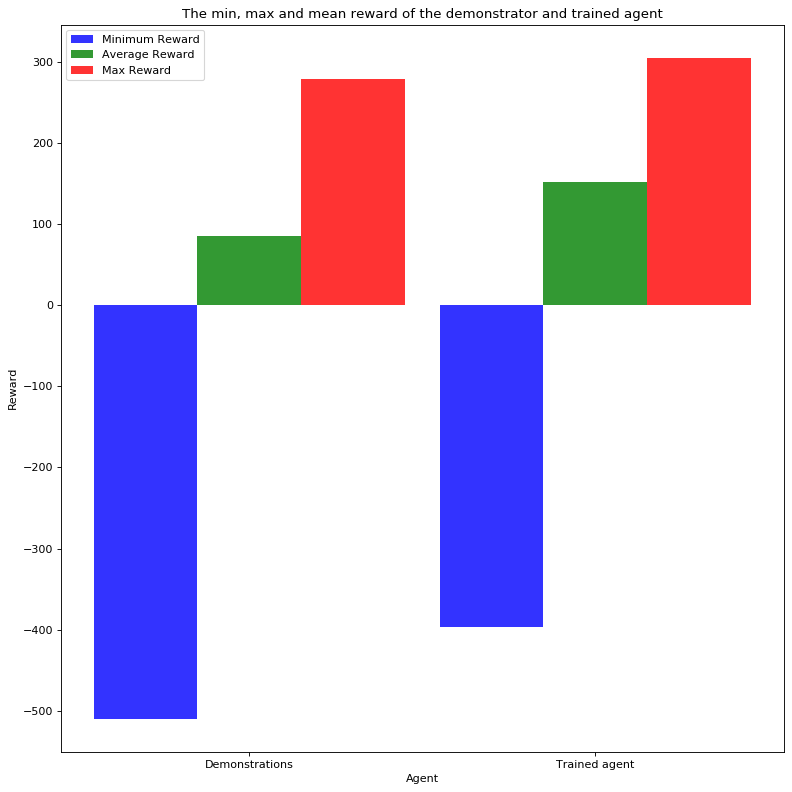 The min, max and mean reward of the demonstrator and trained agent
Minimum Reward
Average Reward
Max Reward
300
200
100
0
−100
−200
−300
−400
−500
Reward
Demonstrations
Trained agent
Agent